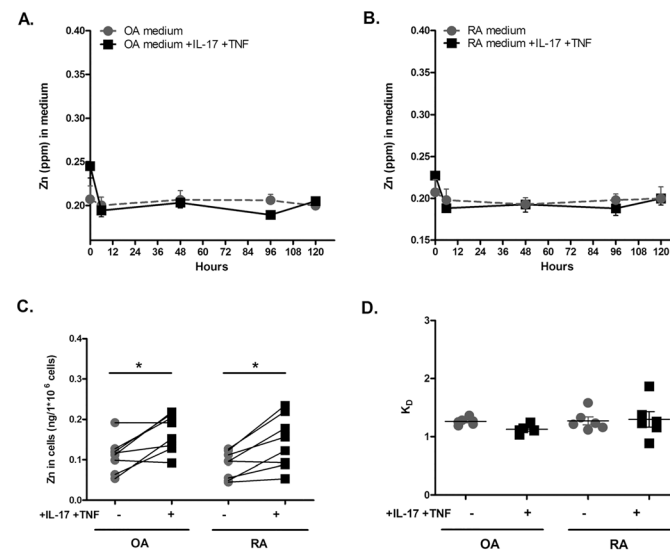 A.
OA medium
OA medium +IL-17 +TNF
Zn (ppm) in medium
0.40
0.35
0.30
0.25
0.20
0 12 24 36 48 60 72 84 96 108 120
Hours
B.
RA medium
RA medium +IL-17 +TNF
Zn (ppm) in medium
0.40
0.35
0.30
0.25
0.20
0.15
0 12 24 36 48 60 72 84 96 108 120
Hours
C.
Zn in cells (ng/1*10^6 cells)
0.4
0.3
0.2
0.1
0.0
* *
+IL-17 +TNF - + - +
OA RA
D.
K_D
3
2
1
0
+IL-17 +TNF - + - +
OA RA